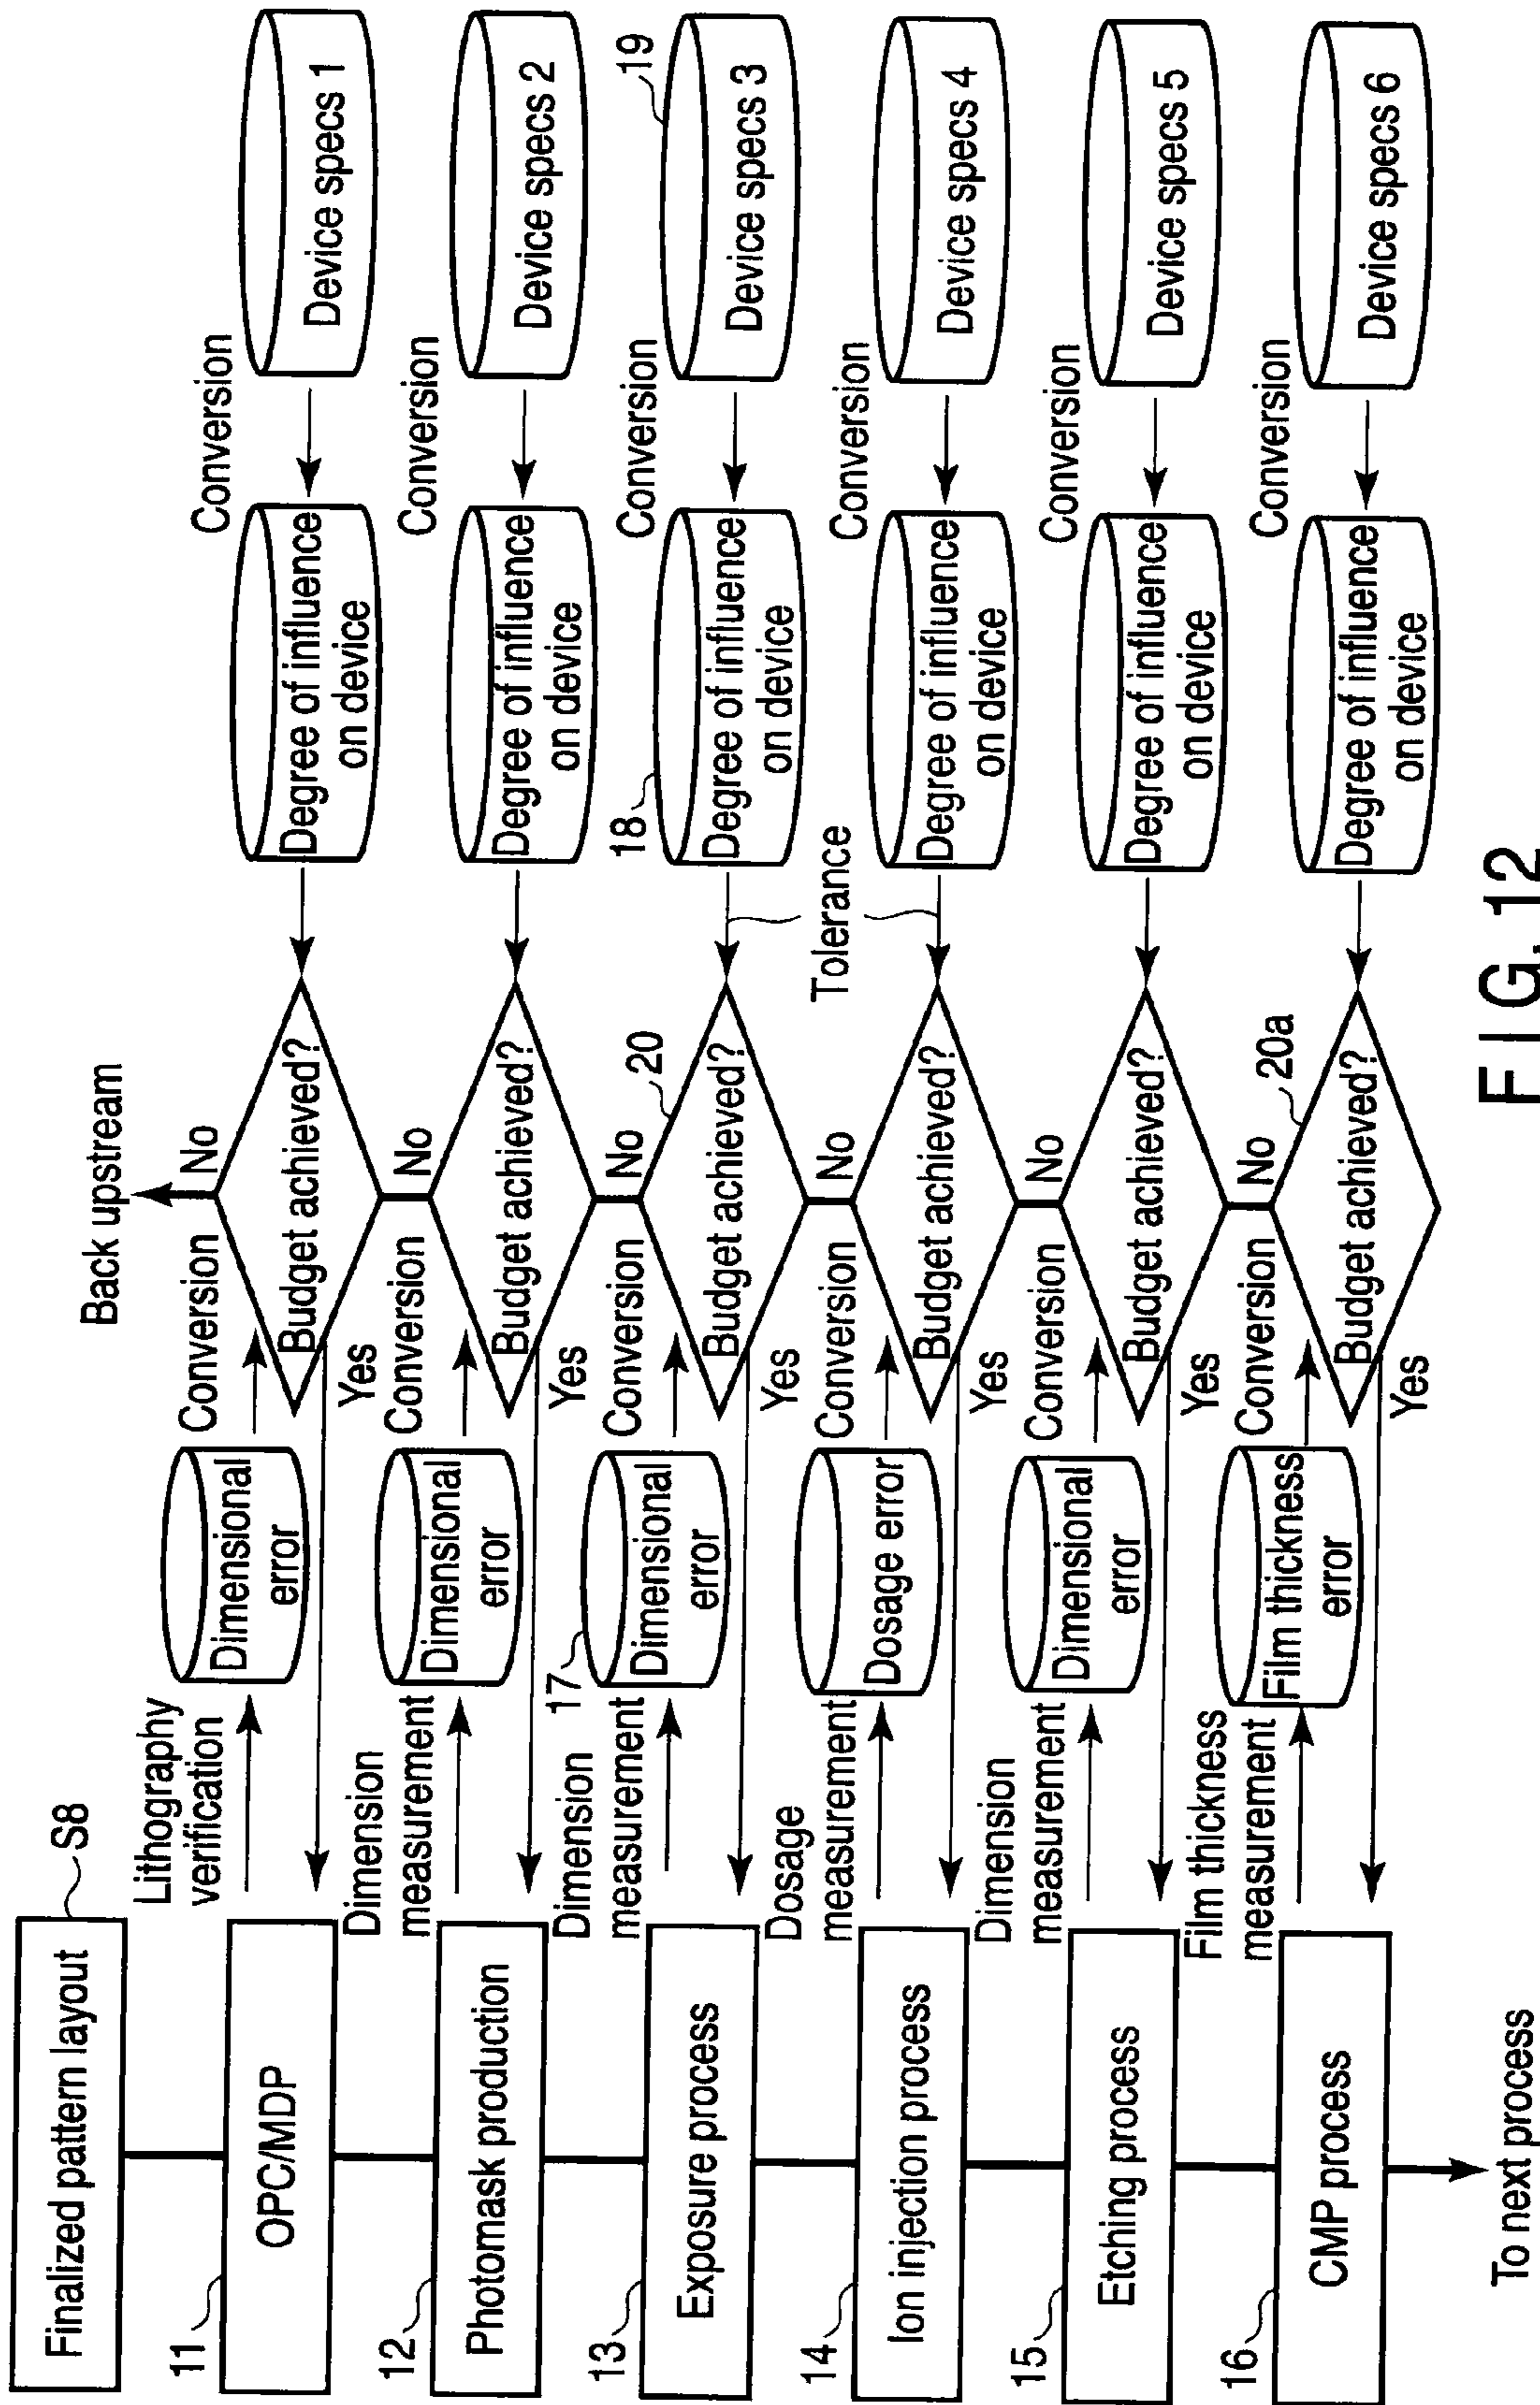 Finalized pattern layout
S8
Back upstream
11
OPC/MDP
Lithography
verification
Dimensional
error
Conversion
No
Budget achieved?
Yes
Degree of influence
on device
Conversion
Device specs 1
12
Photomask production
Dimension
measurement
Dimensional
error
Conversion
No
Budget achieved?
Yes
Degree of influence
on device
Conversion
Device specs 2
13
Exposure process
Dimension
measurement
17
Dimensional
error
Conversion
No
20
Budget achieved?
Yes
18
Degree of influence
on device
Conversion
19
Device specs 3
Tolerance
14
Ion injection process
Dosage
measurement
Dosage error
Conversion
No
Budget achieved?
Yes
Degree of influence
on device
Conversion
Device specs 4
15
Etching process
Dimension
measurement
Dimensional
error
Conversion
No
Budget achieved?
Yes
Degree of influence
on device
Conversion
Device specs 5
16
CMP process
Film thickness
measurement
Film thickness
error
Conversion
No
20a
Budget achieved?
Yes
Degree of influence
on device
Conversion
Device specs 6
To next process
FIG. 12